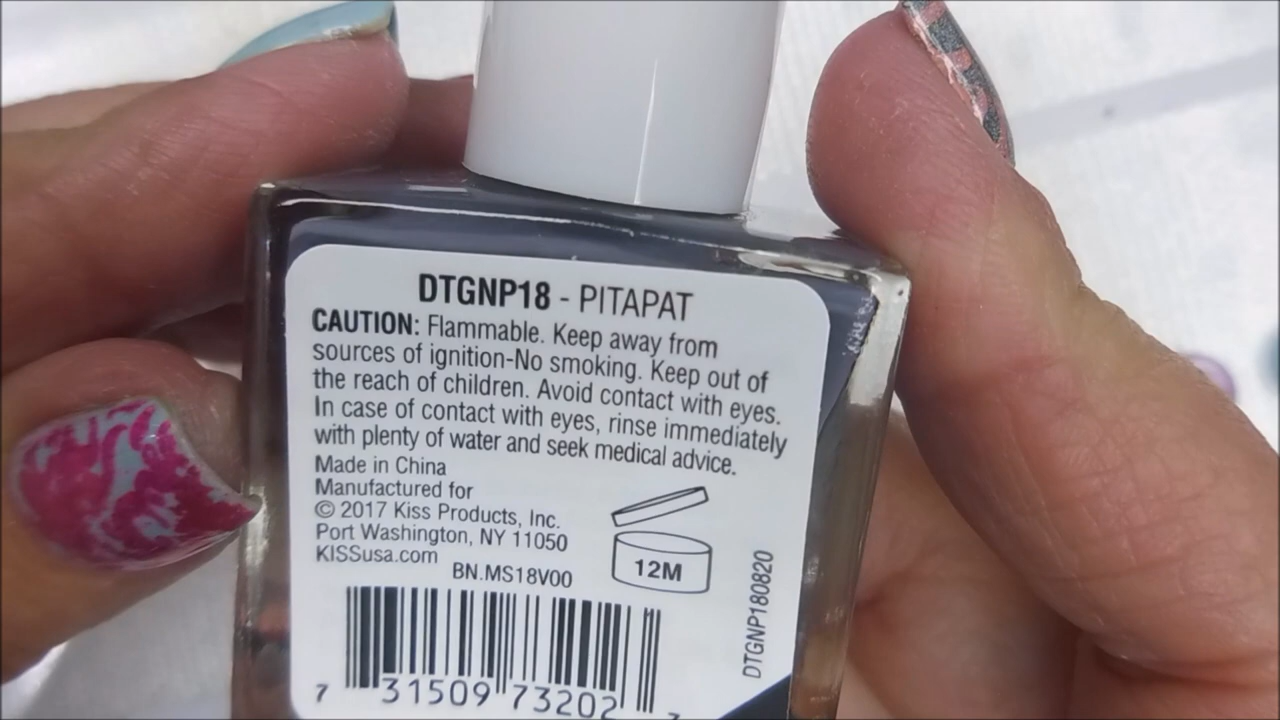 DTGNP18 - PITAPAT
CAUTION: Flammable. Keep away from
sources of ignition-No smoking. Keep out of
the reach of children. Avoid contact with eyes.
In case of contact with eyes, rinse immediately
with plenty of water and seek medical advice.
Made in China
Manufactured for
© 2017 Kiss Products, Inc.
Port Washington, NY 11050
KISSusa.com
BN.MS18V00
12M
DTGNP180820
7 31509 73202